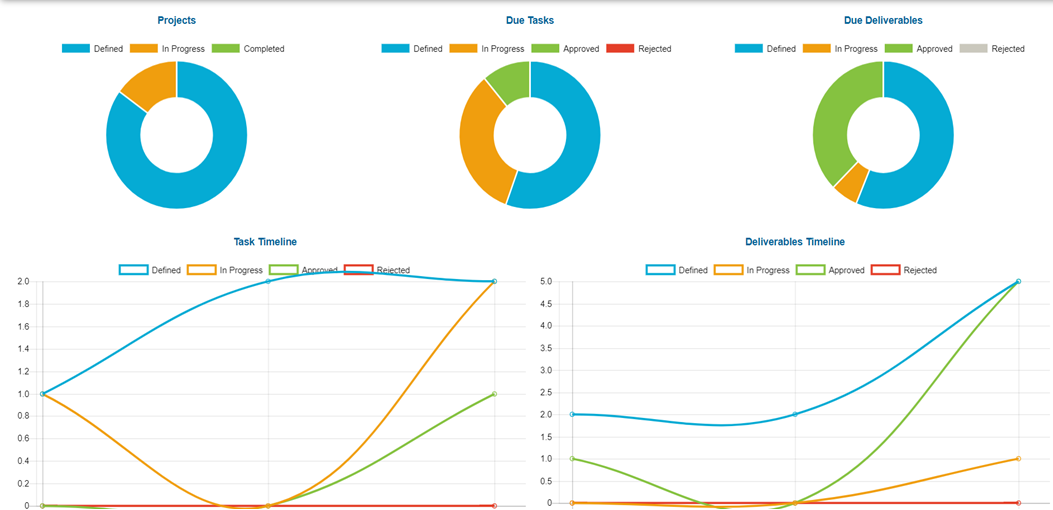 Projects
Defined In Progress Completed
Due Tasks
Defined In Progress Approved Rejected
Due Deliverables
Defined In Progress Approved Rejected
Task Timeline
Defined In Progress Approved Rejected
2.0
1.8
1.6
1.4
1.2
1.0
0.8
0.6
0.4
0.2
0
Deliverables Timeline
Defined In Progress Approved Rejected
5.0
4.5
4.0
3.5
3.0
2.5
2.0
1.5
1.0
0.5
0